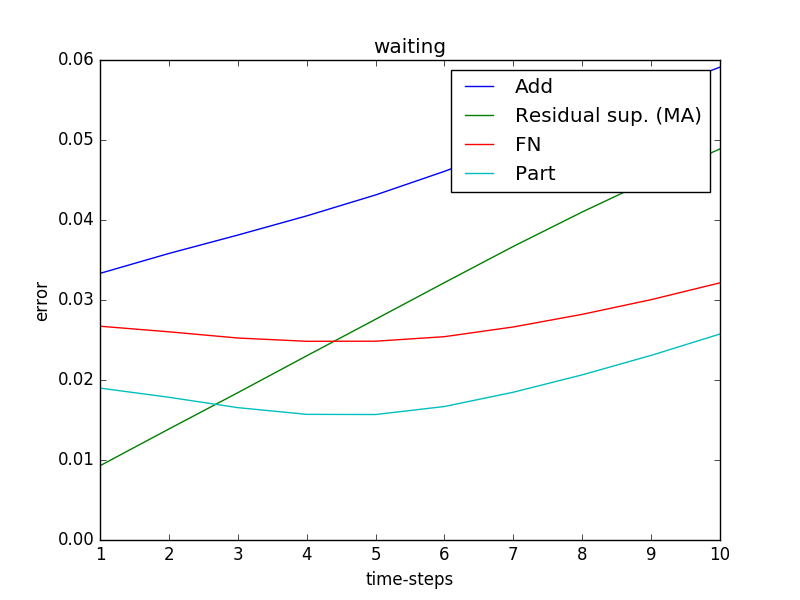 waiting
Add
Residual sup. (MA)
FN
Part
error
0.06
0.05
0.04
0.03
0.02
0.01
0.00
1 2 3 4 5 6 7 8 9 10
time-steps